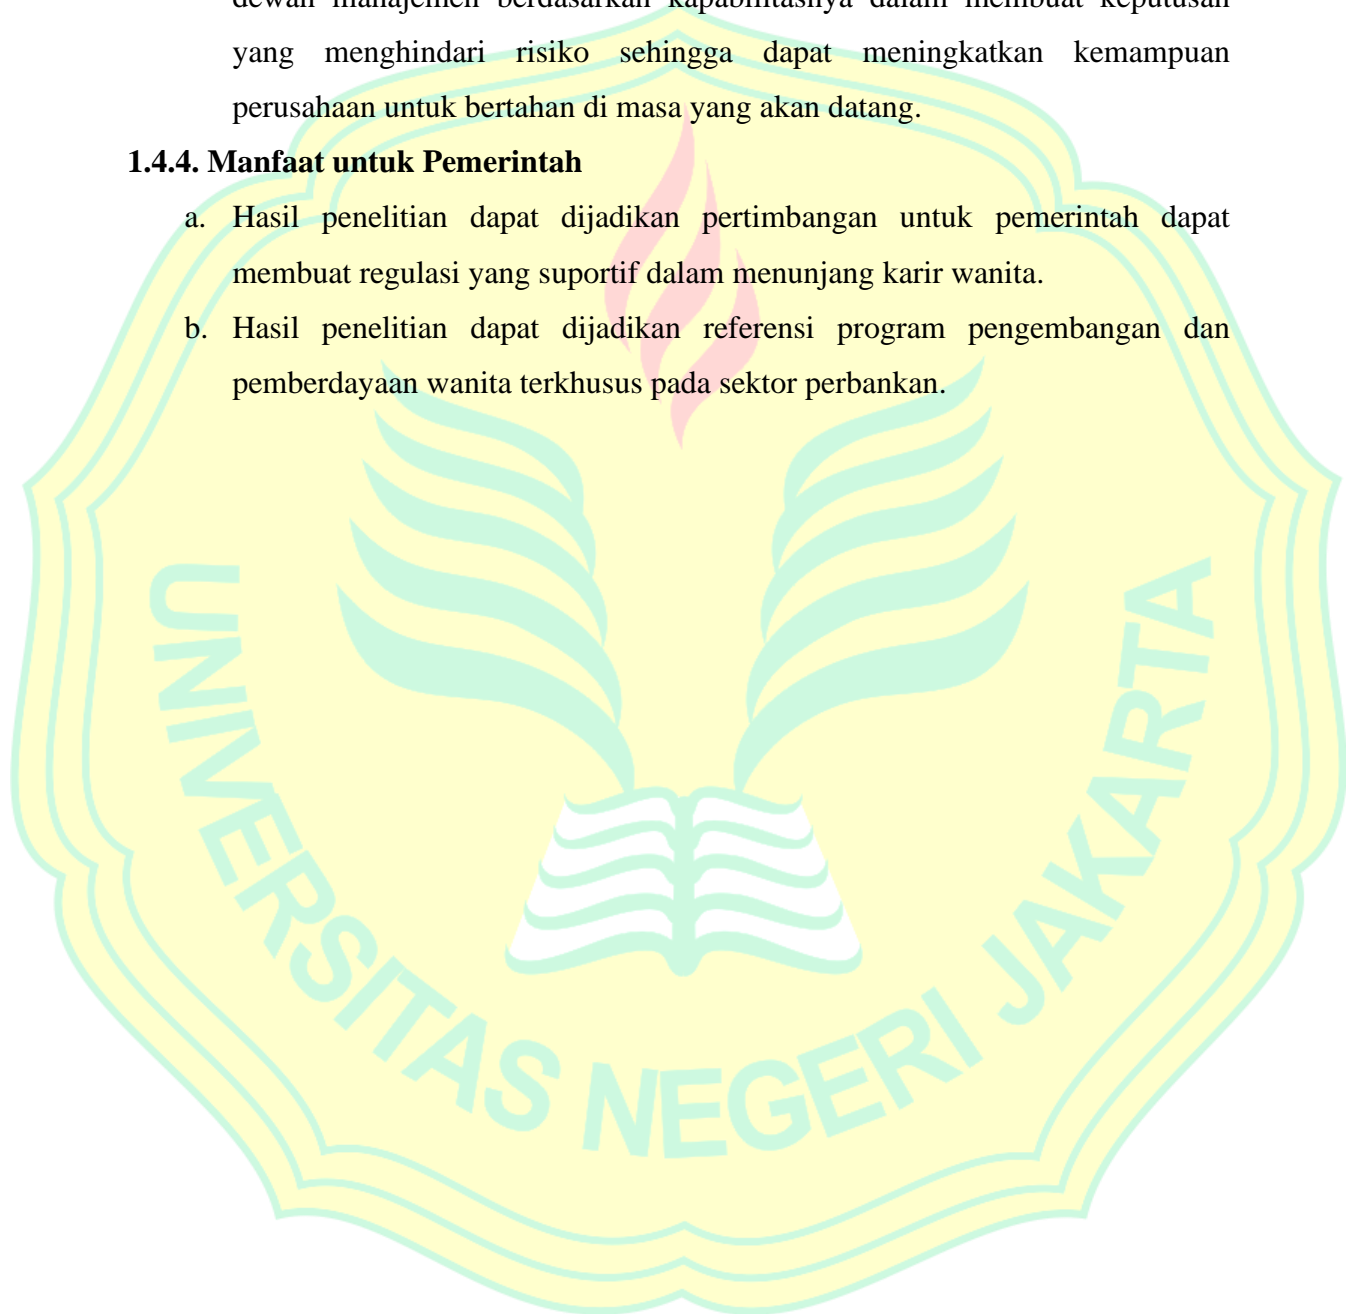 dewan manajemen berdasarkan kapabilitasnya dalam membuat keputusan
yang menghindari risiko sehingga dapat meningkatkan kemampuan
perusahaan untuk bertahan di masa yang akan datang.
1.4.4. Manfaat untuk Pemerintah
a. Hasil penelitian dapat dijadikan pertimbangan untuk pemerintah dapat
membuat regulasi yang suportif dalam menunjang karir wanita.
b. Hasil penelitian dapat dijadikan referensi program pengembangan dan
pemberdayaan wanita terkhusus pada sektor perbankan.
UNIVERSITAS NEGERI JAKARTA